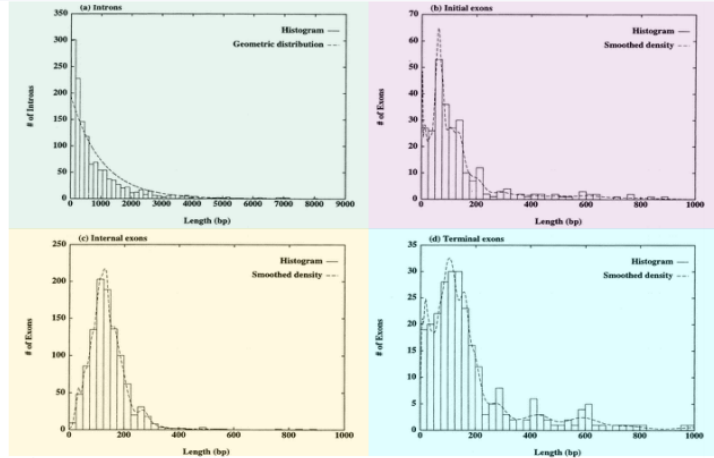 (a) Introns
Histogram
Geometric distribution
# of Introns
350
300
250
200
150
100
50
0
0 1000 2000 3000 4000 5000 6000 7000 8000 9000
Length (bp)
(b) Initial exons
Histogram
Smoothed density
# of Exons
70
60
50
40
30
20
10
0
0 200 400 600 800 1000
Length (bp)
(c) Internal exons
Histogram
Smoothed density
# of Exons
250
200
150
100
50
0
0 200 400 600 800 1000
Length (bp)
(d) Terminal exons
Histogram
Smoothed density
# of Exons
35
30
25
20
15
10
5
0
0 200 400 600 800 1000
Length (bp)